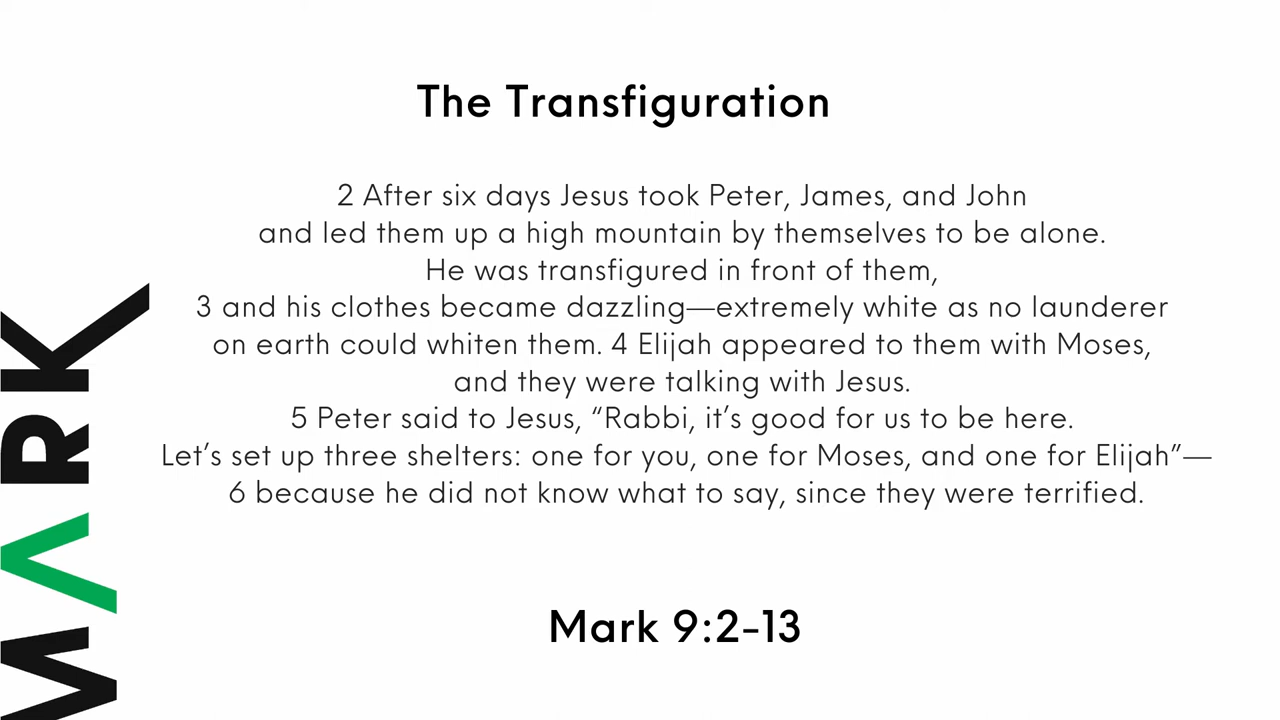 The Transfiguration
2 After six days Jesus took Peter, James, and John
and led them up a high mountain by themselves to be alone.
He was transfigured in front of them,
3 and his clothes became dazzling—extremely white as no launderer
on earth could whiten them. 4 Elijah appeared to them with Moses,
and they were talking with Jesus.
5 Peter said to Jesus, “Rabbi, it’s good for us to be here.
Let’s set up three shelters: one for you, one for Moses, and one for Elijah”—
6 because he did not know what to say, since they were terrified.
Mark 9:2-13
MARK